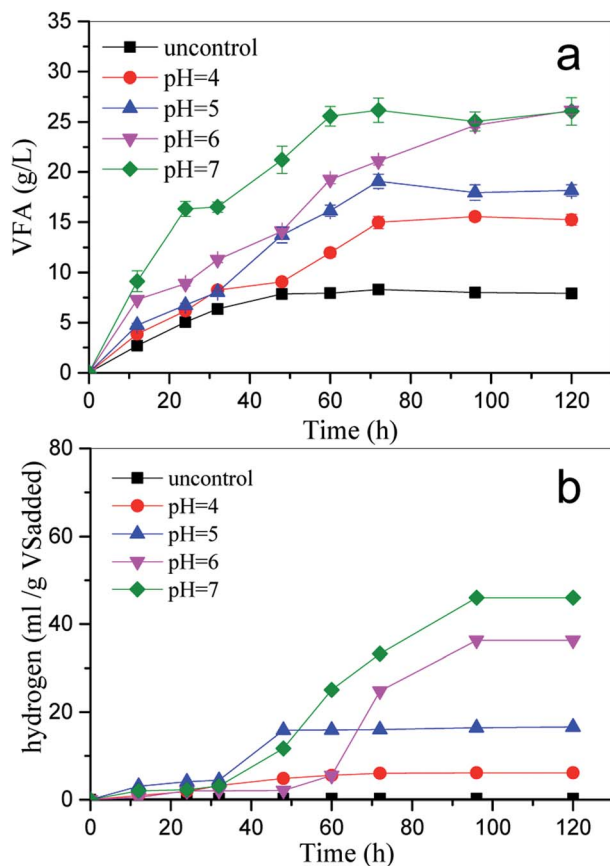 a
35
30
25
20
15
10
5
0
VFA (g/L)
uncontrol
pH=4
pH=5
pH=6
pH=7
0 20 40 60 80 100 120
Time (h)
b
80
60
40
20
0
hydrogen (ml /g VSadded)
uncontrol
pH=4
pH=5
pH=6
pH=7
0 20 40 60 80 100 120
Time (h)